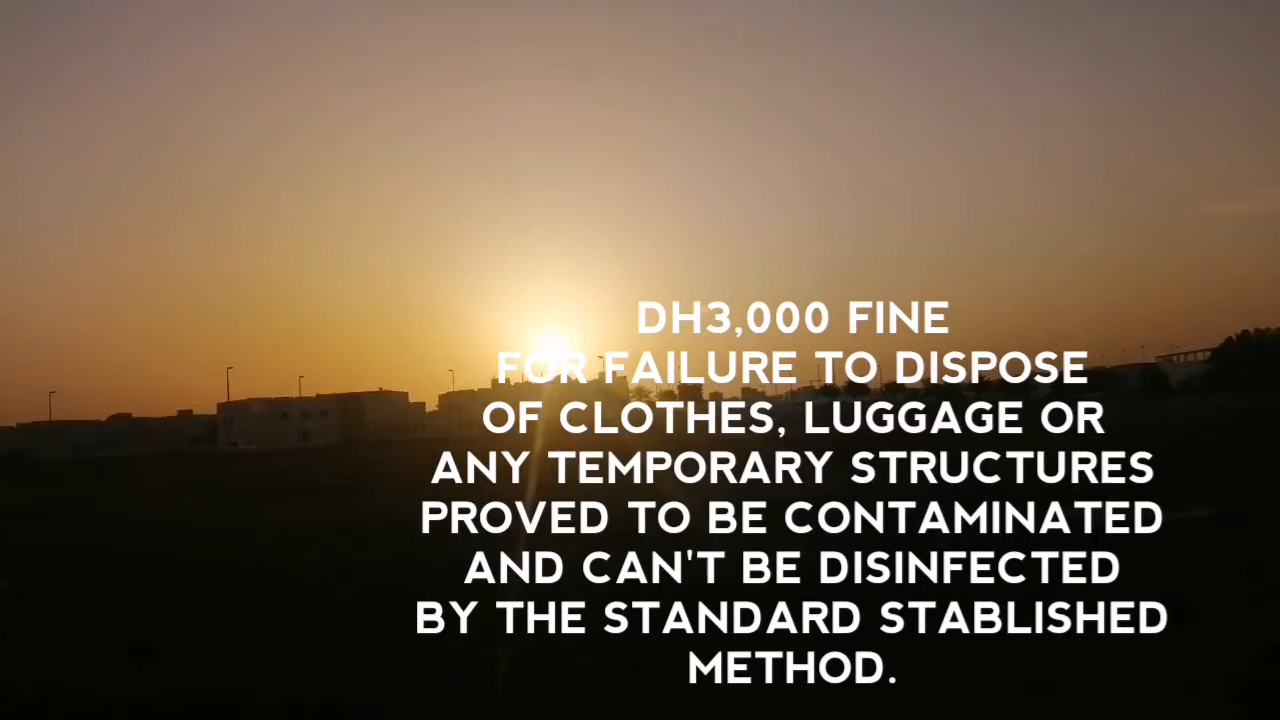 DH3,000 FINE
FOR FAILURE TO DISPOSE
OF CLOTHES, LUGGAGE OR
ANY TEMPORARY STRUCTURES
PROVED TO BE CONTAMINATED
AND CAN'T BE DISINFECTED
BY THE STANDARD STABLISHED
METHOD.